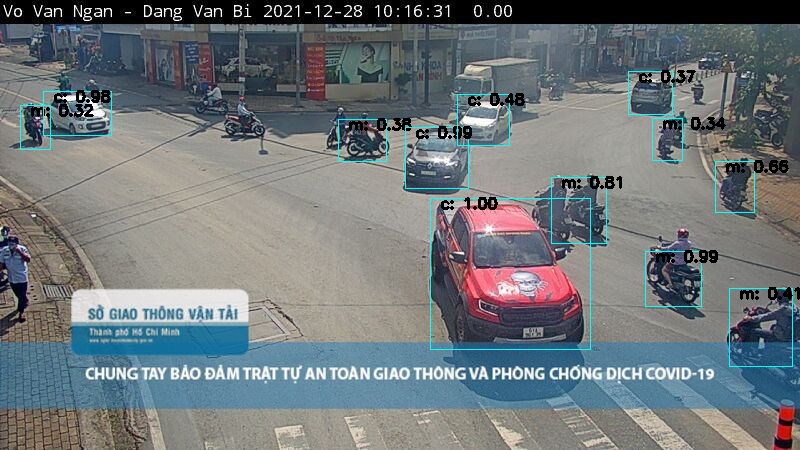 Vo Van Ngan - Dang Van Bi 2021-12-28 10:16:31 0.00
c: 0.37
c: 0.98
m: 0.32
c: 0.48
m: 0.38
c: 0.99
m: 0.34
m: 0.66
m: 0.81
c: 1.00
m: 0.99
m: 0.41
SỞ GIAO THÔNG VẬN TẢI
Thành phố Hồ Chí Minh
CHUNG TAY BẢO ĐẢM TRẬT TỰ AN TOÀN GIAO THÔNG VÀ PHÒNG CHỐNG DỊCH COVID-19